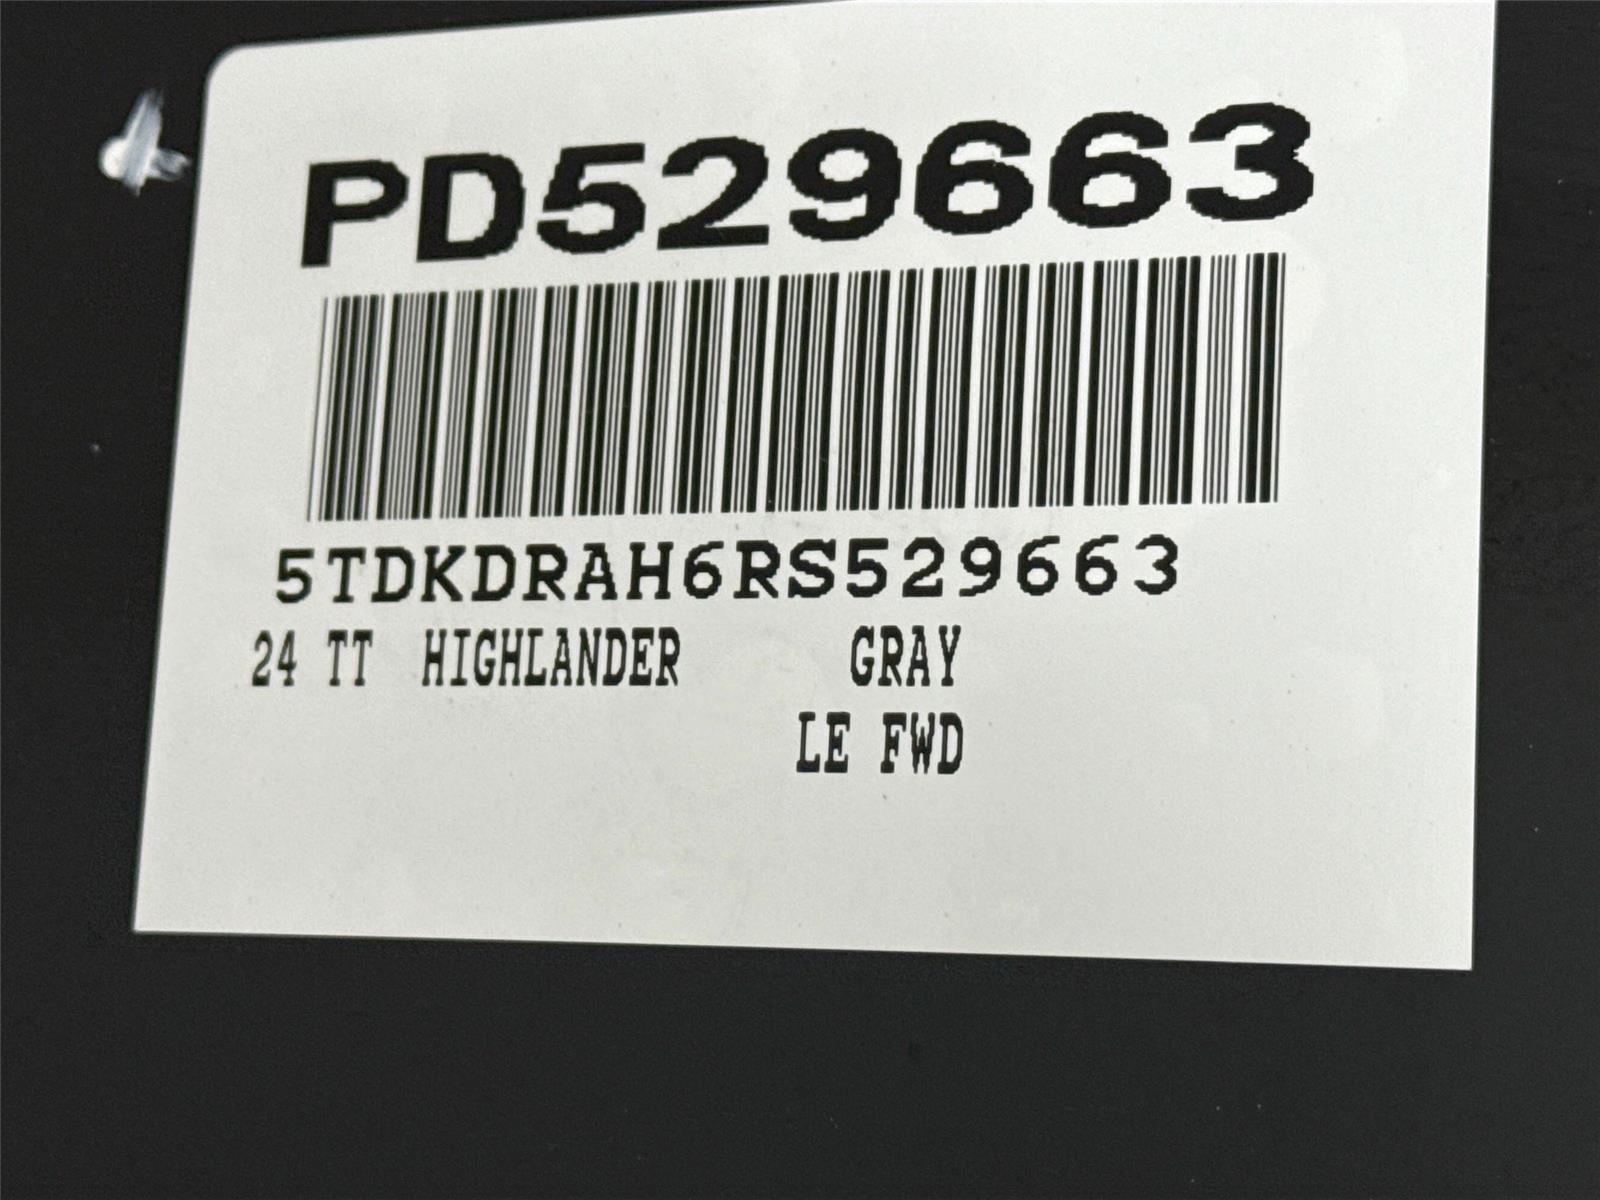 PD529663
5TDKDRAH6RS529663
24 TT HIGHLANDER GRAY
LE FWD